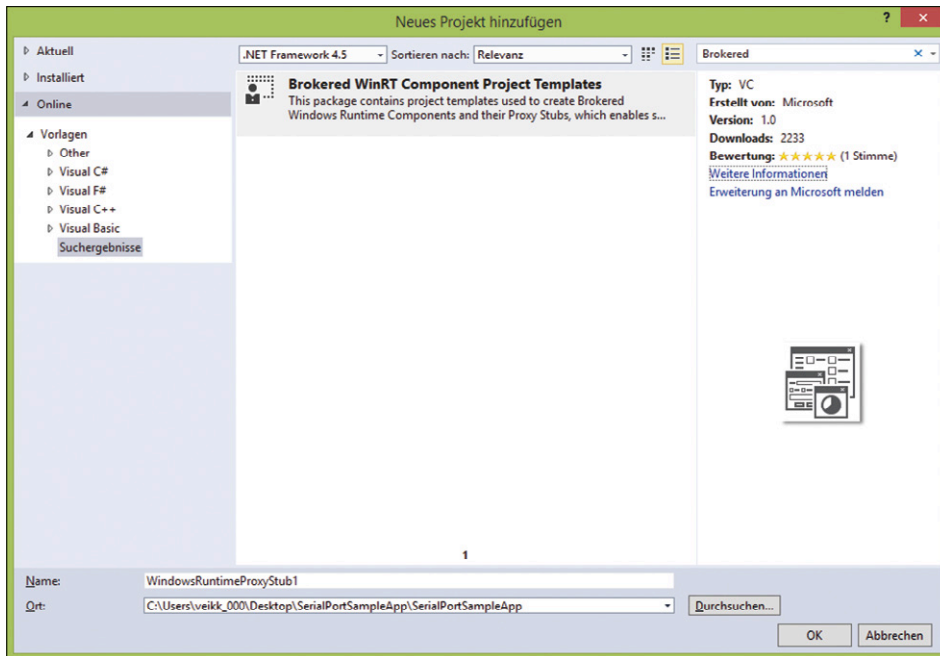 Neues Projekt hinzufügen
Aktuell
Installiert
Online
Vorlagen
Other
Visual C#
Visual F#
Visual C++
Visual Basic
Suchergebnisse
.NET Framework 4.5 Sortieren nach: Relevanz
Brokered WinRT Component Project Templates
This package contains project templates used to create Brokered
Windows Runtime Components and their Proxy Stubs, which enables s...
1
Brokered
Typ: VC
Erstellt von: Microsoft
Version: 1.0
Downloads: 2233
Bewertung: ★★★★★ (1 Stimme)
Weitere Informationen
Erweiterung an Microsoft melden
Name: WindowsRuntimeProxyStub1
Ort: C:\Users\veikk_000\Desktop\SerialPortSampleApp\SerialPortSampleApp
Durchsuchen...
OK Abbrechen